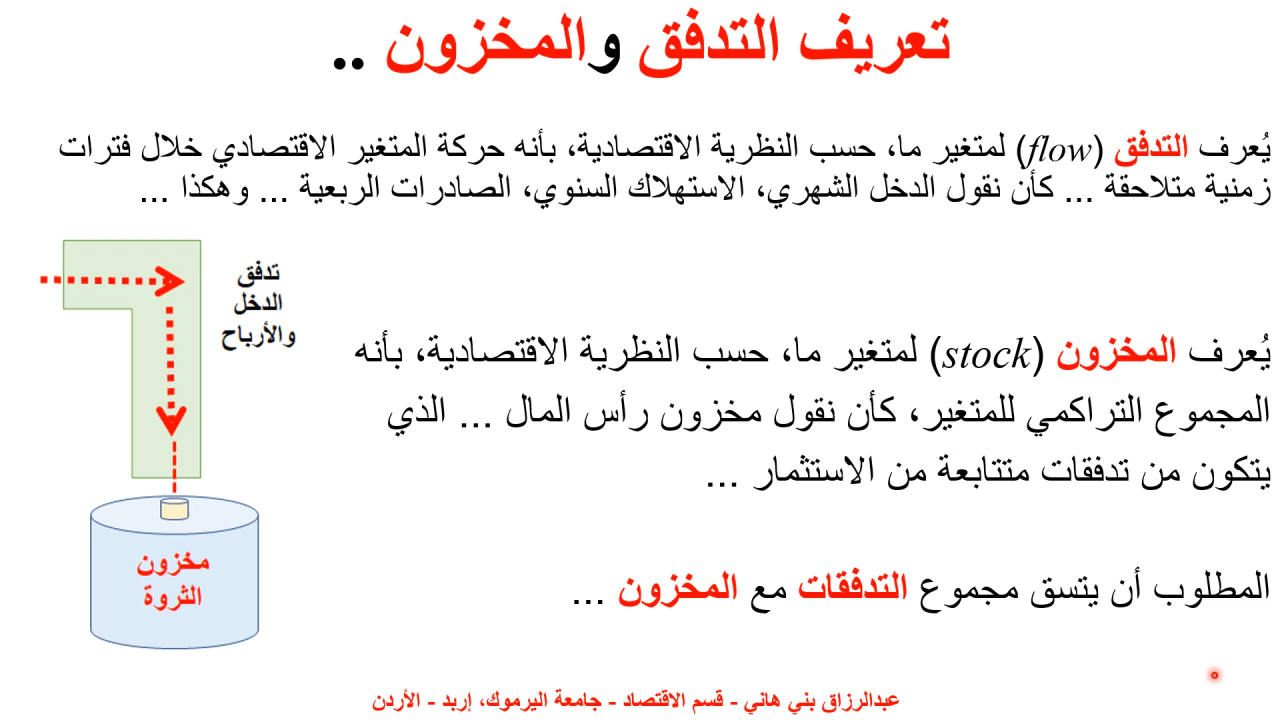 تعريف التدفق والمخزون ..
يُعرف التدفق (flow) لمتغير ما، حسب النظرية الاقتصادية، بأنه حركة المتغير الاقتصادي خلال فترات
زمنية متلاحقة ... كأن نقول الدخل الشهري، الاستهلاك السنوي، الصادرات الربعية ... وهكذا ...
تدفق
الدخل
والأرباح
يُعرف المخزون (stock) لمتغير ما، حسب النظرية الاقتصادية، بأنه
المجموع التراكمي للمتغير، كأن نقول مخزون رأس المال ... الذي
يتكون من تدفقات متتابعة من الاستثمار ...
مخزون
الثروة
المطلوب أن يتسق مجموع التدفقات مع المخزون ...
٥
عبدالرزاق بني هاني - قسم الاقتصاد - جامعة اليرموك، إربد - الأردن